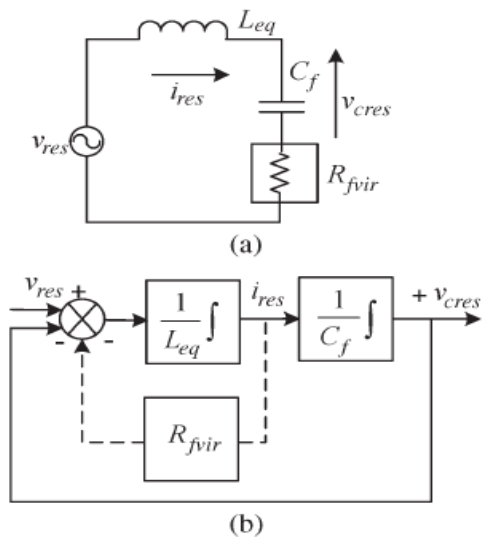 L_eq
C_f
i_res
v_cres
v_res
R_fvir
(a)
v_res + i_res + v_cres
1/L_eq ∫ 1/C_f ∫
- -
R_fvir
(b)